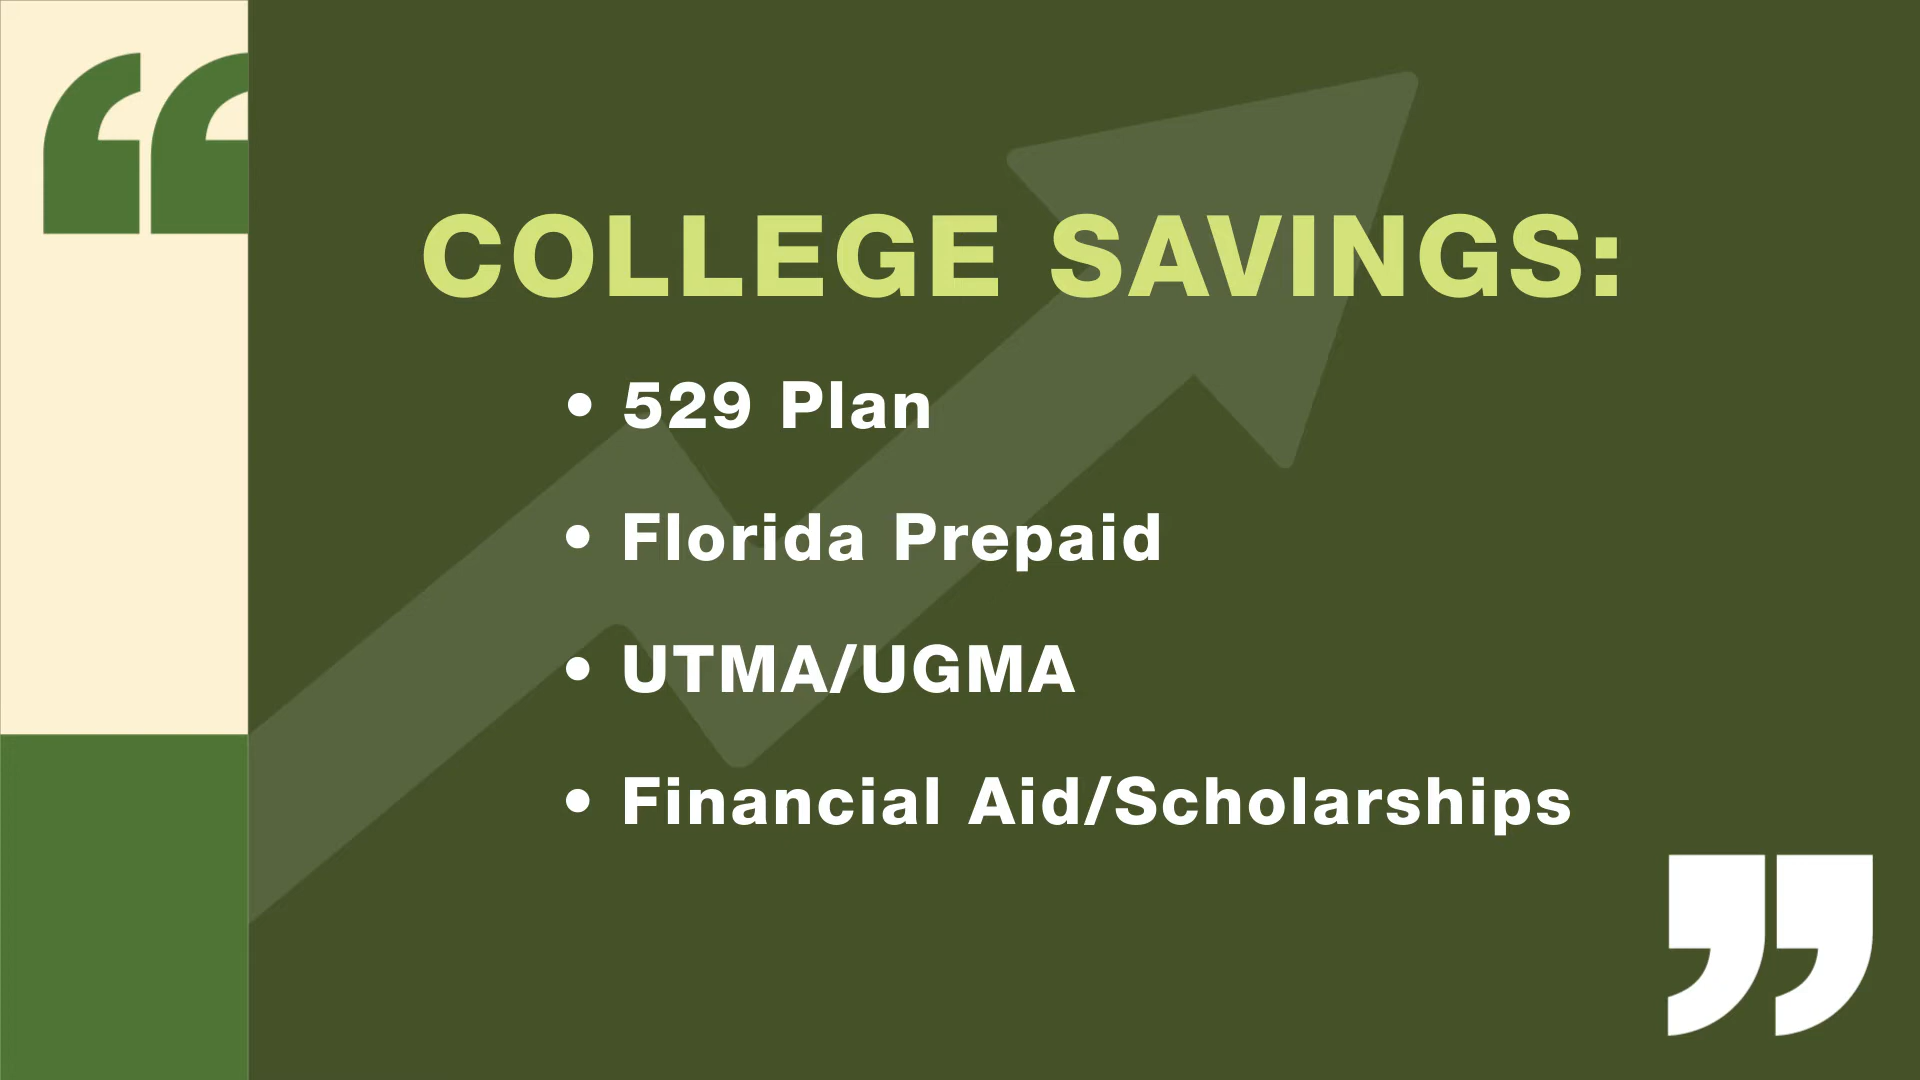 COLLEGE SAVINGS:
• 529 Plan
• Florida Prepaid
• UTMA/UGMA
• Financial Aid/Scholarships